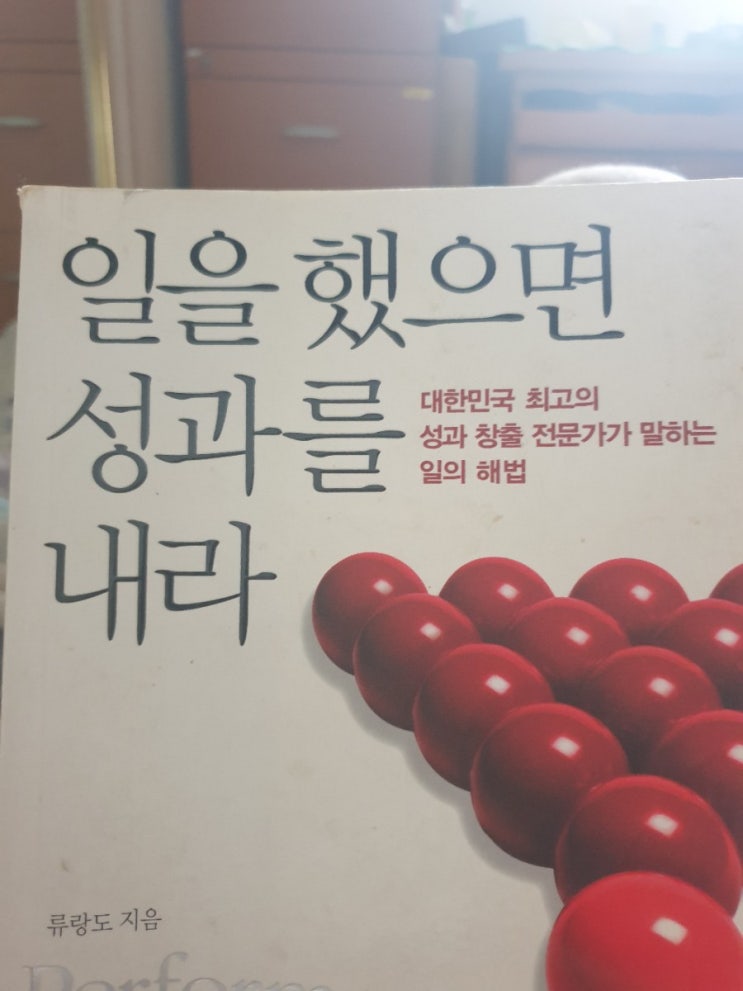 일을 했으면
성과를
내라
대한민국 최고의
성과 창출 전문가가 말하는
일의 해법
류랑도 지음
Perform